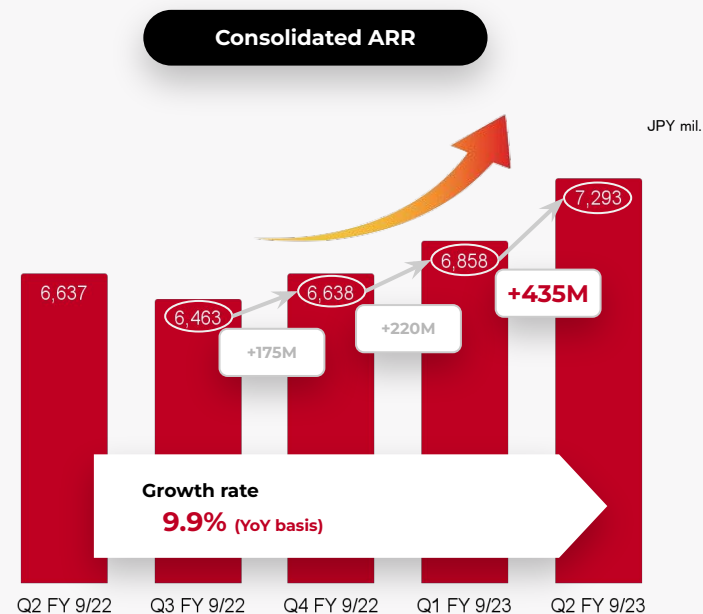 Consolidated ARR
JPY mil.
7,293
6,858
6,637
6,638
6,463
+435M
+220M
+175M
Growth rate
9.9% (YoY basis)
Q2 FY 9/22 Q3 FY 9/22 Q4 FY 9/22 Q1 FY 9/23 Q2 FY 9/23